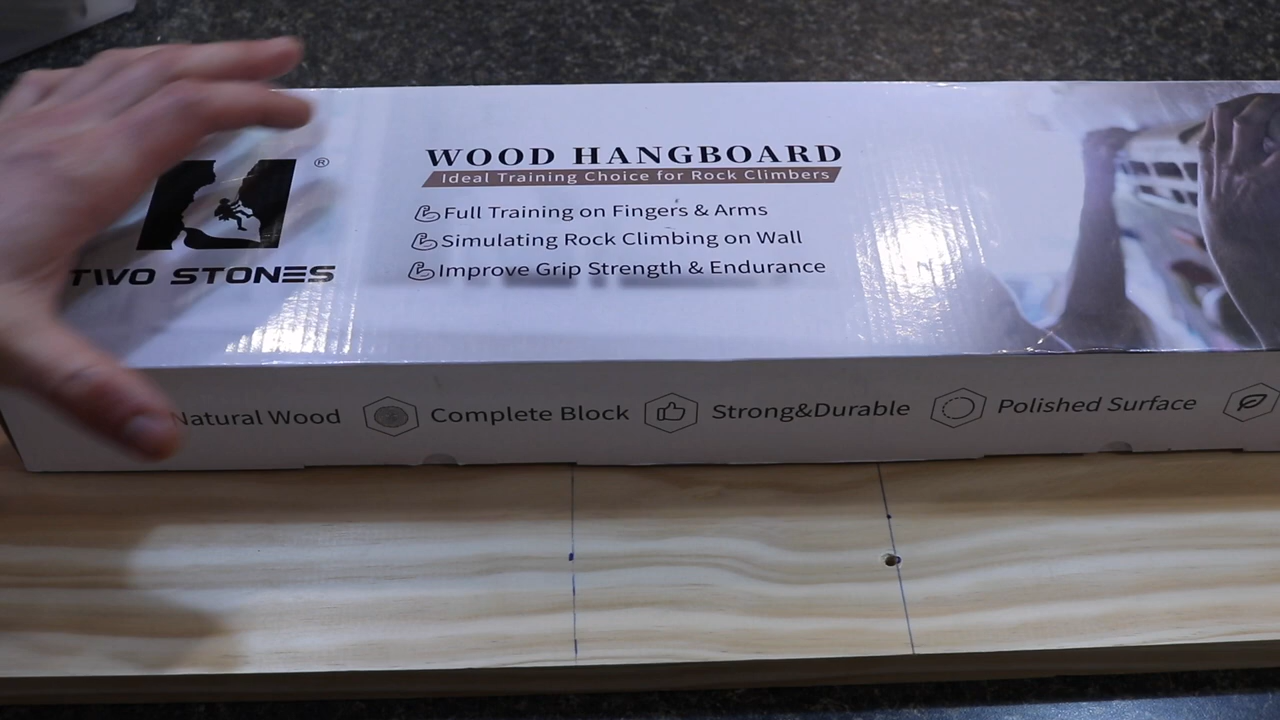 ®
TWO STONES
WOOD HANGBOARD
Ideal Training Choice for Rock Climbers
Full Training on Fingers & Arms
Simulating Rock Climbing on Wall
Improve Grip Strength & Endurance
Natural Wood
Complete Block
Strong&Durable
Polished Surface